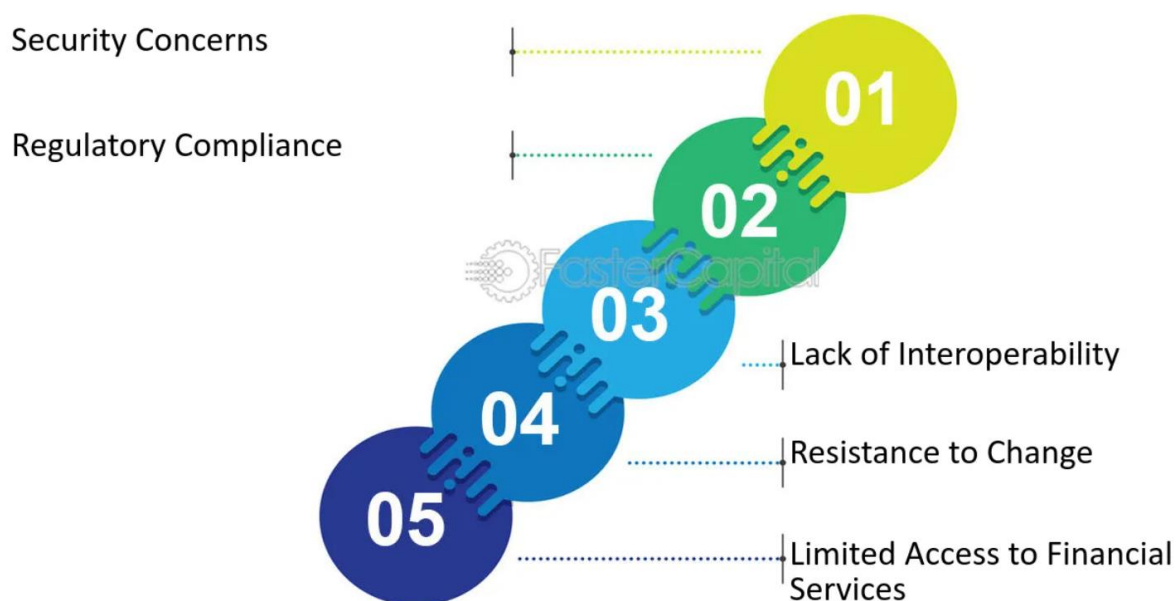 Security Concerns
01
Regulatory Compliance
02
FasterCapital
03
Lack of Interoperability
04
Resistance to Change
05
Limited Access to Financial
Services